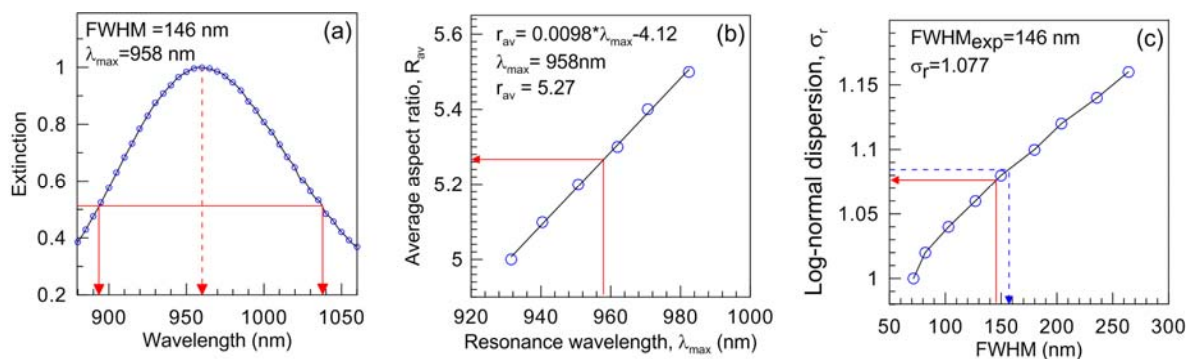 (a)
FWHM =146 nm
λmax=958 nm
Extinction
1
0.8
0.6
0.4
0.2
900
950
1000
1050
Wavelength (nm)
(b)
rav= 0.0098*λmax-4.12
λmax = 958nm
rav = 5.27
Average aspect ratio, Rav
5.6
5.4
5.2
5
920
940
960
980
1000
Resonance wavelength, λmax (nm)
(c)
FWHMexp=146 nm
σr=1.077
Log-normal dispersion, σr
1.15
1.1
1.05
1
50
100
150
200
250
300
FWHM (nm)